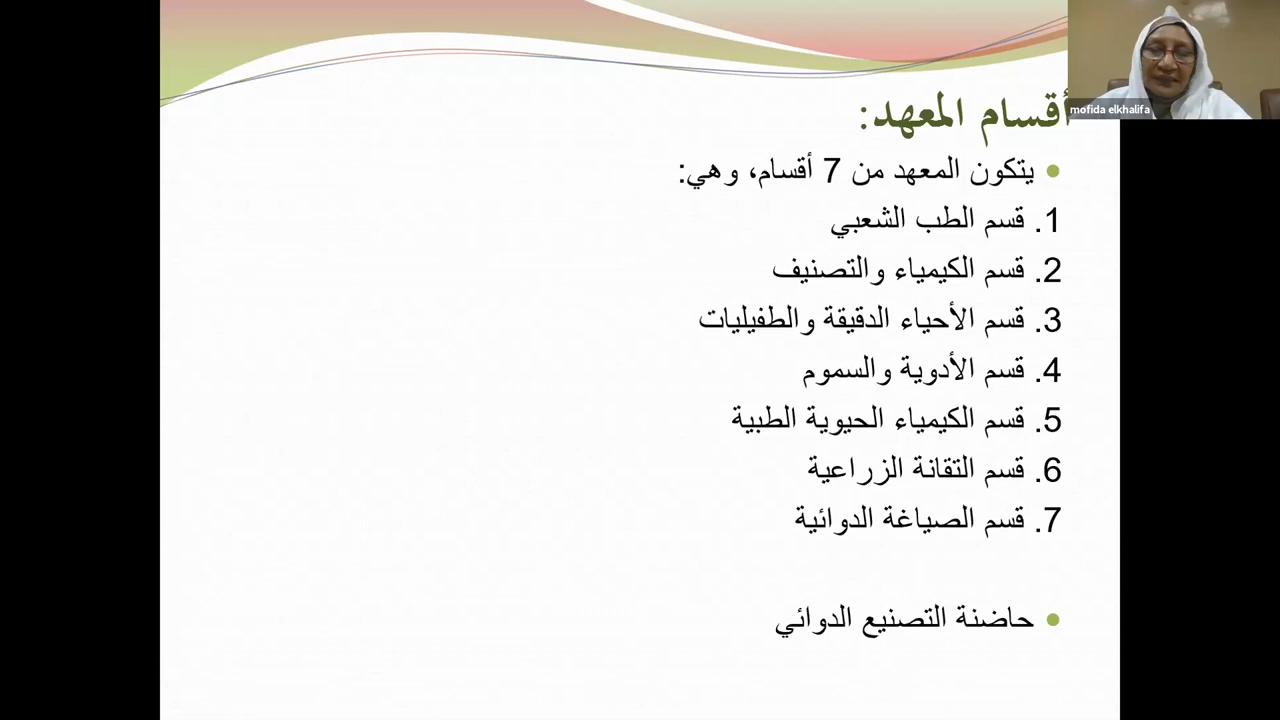 أقسام المعهد:
يتكون المعهد من 7 أقسام، وهي:
1. قسم الطب الشعبي
2. قسم الكيمياء والتصنيف
3. قسم الأحياء الدقيقة والطفيليات
4. قسم الأدوية والسموم
5. قسم الكيمياء الحيوية الطبية
6. قسم التقانة الزراعية
7. قسم الصياغة الدوائية
حاضنة التصنيع الدوائي
mofida elkhalifa